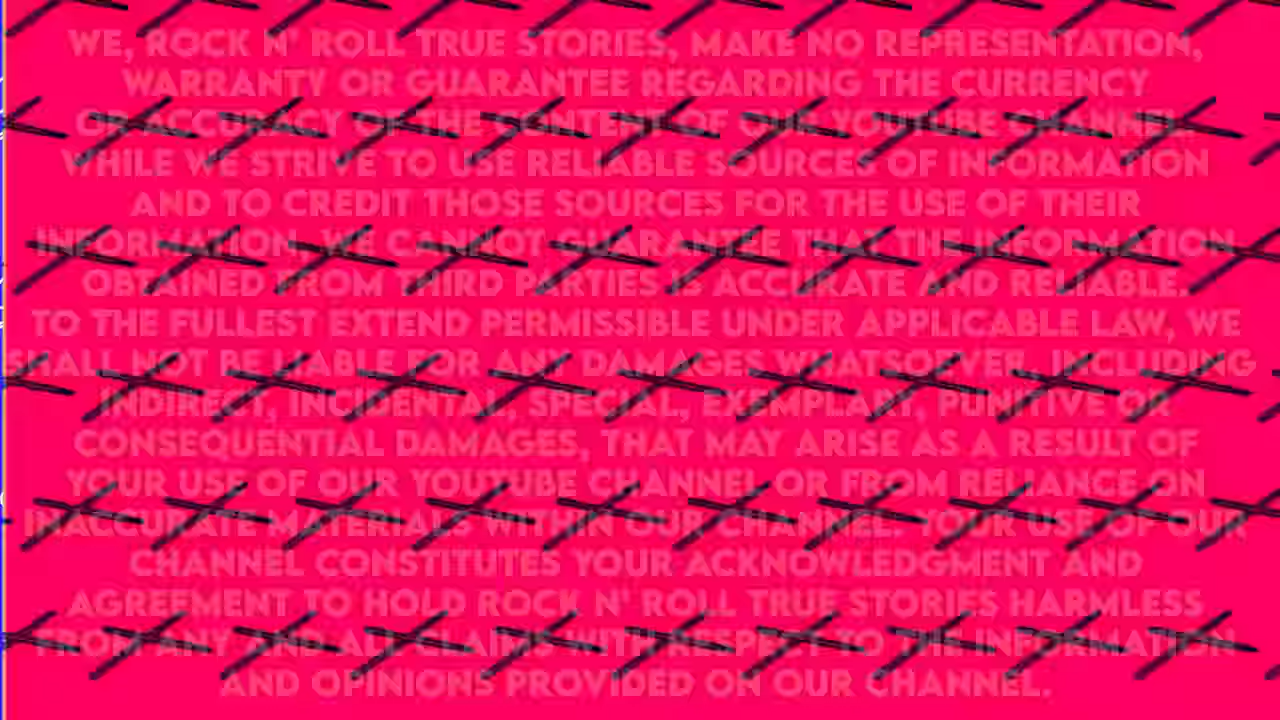 WE, ROCK N' ROLL TRUE STORIES, MAKE NO REPRESENTATION,
WARRANTY OR GUARANTEE REGARDING THE CURRENCY
OR ACCURACY OF THE CONTENT OF OUR YOUTUBE CHANNEL.
WHILE WE STRIVE TO USE RELIABLE SOURCES OF INFORMATION
AND TO CREDIT THOSE SOURCES FOR THE USE OF THEIR
INFORMATION, WE CANNOT GUARANTEE THAT THE INFORMATION
OBTAINED FROM THIRD PARTIES IS ACCURATE AND RELIABLE.
TO THE FULLEST EXTEND PERMISSIBLE UNDER APPLICABLE LAW, WE
SHALL NOT BE LIABLE FOR ANY DAMAGES WHATSOEVER, INCLUDING
INDIRECT, INCIDENTAL, SPECIAL, EXEMPLARY, PUNITIVE OR
CONSEQUENTIAL DAMAGES, THAT MAY ARISE AS A RESULT OF
YOUR USE OF OUR YOUTUBE CHANNEL OR FROM RELIANCE ON
INACCURATE MATERIALS WITHIN OUR CHANNEL. YOUR USE OF OUR
CHANNEL CONSTITUTES YOUR ACKNOWLEDGMENT AND
AGREEMENT TO HOLD ROCK N' ROLL TRUE STORIES HARMLESS
FROM ANY AND ALL CLAIMS WITH RESPECT TO THE INFORMATION
AND OPINIONS PROVIDED ON OUR CHANNEL.